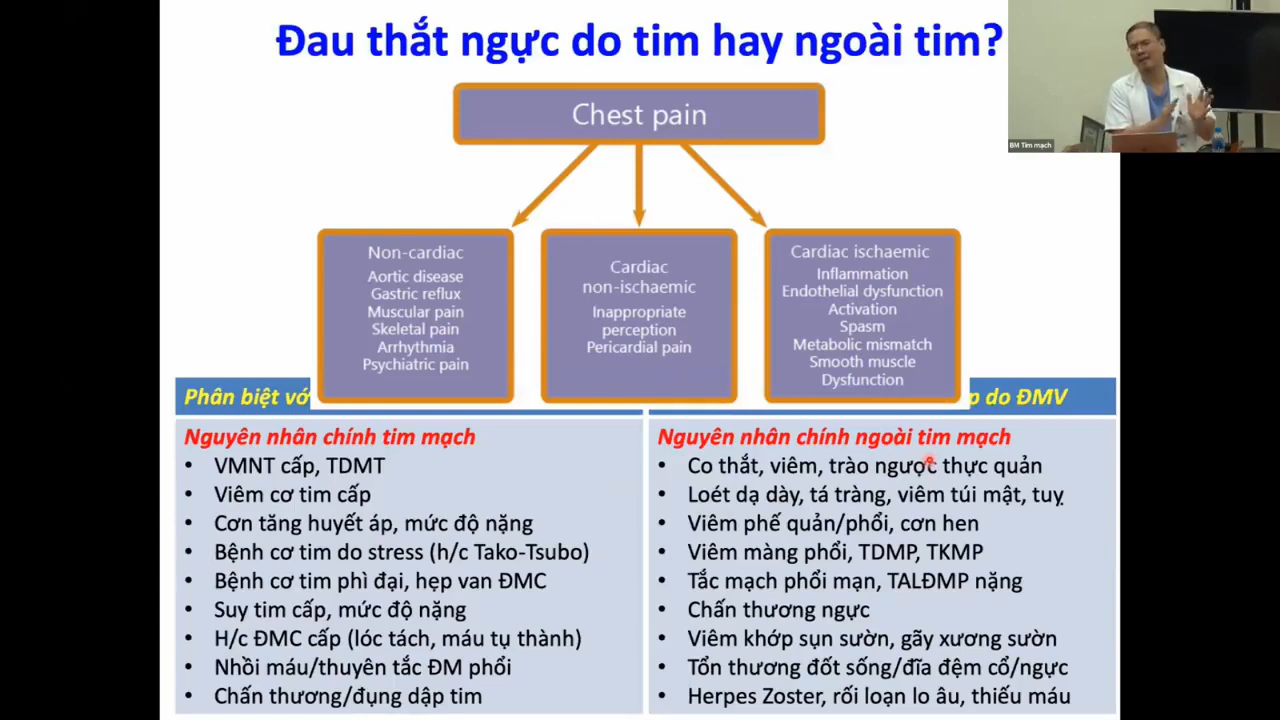 Đau thắt ngực do tim hay ngoài tim?
BM Tim mạch
Chest pain
Non-cardiac
Aortic disease
Gastric reflux
Muscular pain
Skeletal pain
Arrhythmia
Psychiatric pain
Cardiac
non-ischaemic
Inappropriate
perception
Pericardial pain
Cardiac ischaemic
Inflammation
Endothelial dysfunction
Activation
Spasm
Metabolic mismatch
Smooth muscle
Dysfunction
Phân biệt vớ
p do ĐMV
Nguyên nhân chính tim mạch
• VMNT cấp, TDMT
• Viêm cơ tim cấp
• Cơn tăng huyết áp, mức độ nặng
• Bệnh cơ tim do stress (h/c Tako-Tsubo)
• Bệnh cơ tim phì đại, hẹp van ĐMC
• Suy tim cấp, mức độ nặng
• H/c ĐMC cấp (lóc tách, máu tụ thành)
• Nhồi máu/thuyên tắc ĐM phổi
• Chấn thương/đụng dập tim
Nguyên nhân chính ngoài tim mạch
• Co thắt, viêm, trào ngược thực quản
• Loét dạ dày, tá tràng, viêm túi mật, tuỵ
• Viêm phế quản/phổi, cơn hen
• Viêm màng phổi, TDMP, TKMP
• Tắc mạch phổi mạn, TALĐMP nặng
• Chấn thương ngực
• Viêm khớp sụn sườn, gãy xương sườn
• Tổn thương đốt sống/đĩa đệm cổ/ngực
• Herpes Zoster, rối loạn lo âu, thiếu máu